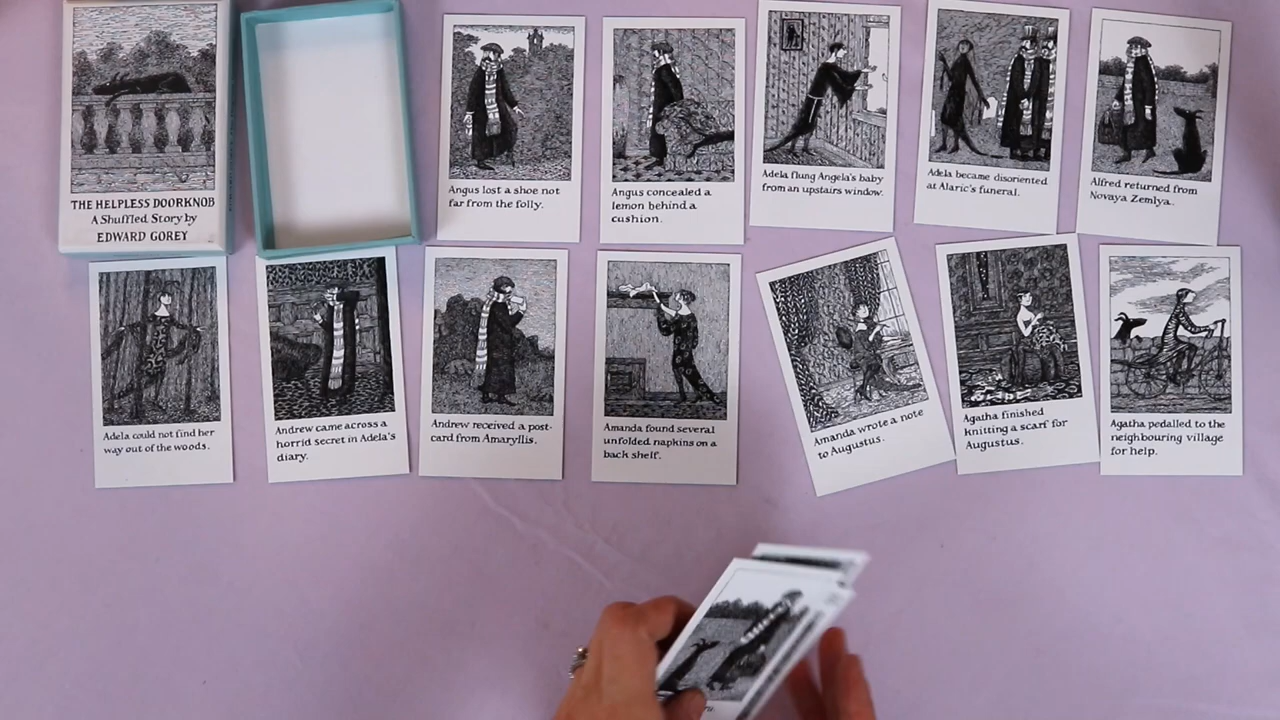 THE HELPLESS DOORKNOB
A Shuffled Story by
EDWARD GOREY
Angus lost a shoe not
far from the folly.
Angus concealed a
lemon behind a
cushion.
Adela flung Angela's baby
from an upstairs window.
Adela became disoriented
at Alaric's funeral.
Alfred returned from
Novaya Zemlya.
Adela could not find her
way out of the woods.
Andrew came across a
horrid secret in Adela's
diary.
Andrew received a post-
card from Amaryllis.
Amanda found several
unfolded napkins on a
back shelf.
Amanda wrote a note
to Augustus.
Agatha finished
knitting a scarf for
Augustus.
Agatha pedalled to the
neighbouring village
for help.